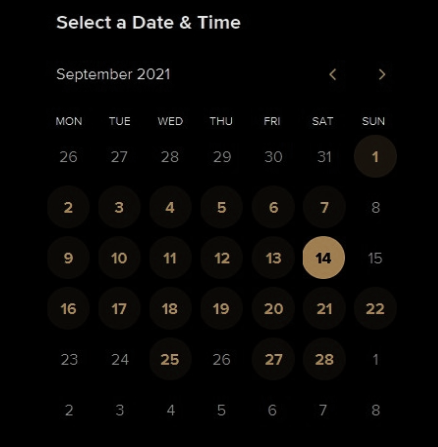 Select a Date & Time
September 2021
MON TUE WED THU FRI SAT SUN
26 27 28 29 30 31 1
2 3 4 5 6 7 8
9 10 11 12 13 14 15
16 17 18 19 20 21 22
23 24 25 26 27 28 1
2 3 4 5 6 7 8